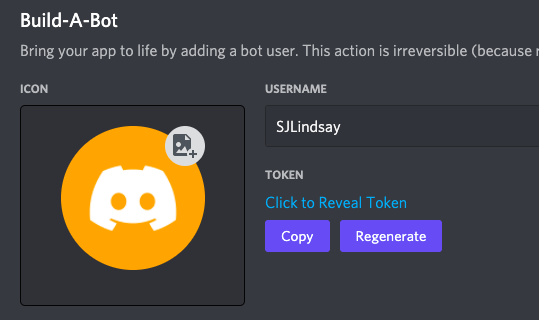 Build-A-Bot
Bring your app to life by adding a bot user. This action is irreversible (because
ICON
USERNAME
SJLindsay
TOKEN
Click to Reveal Token
Copy
Regenerate